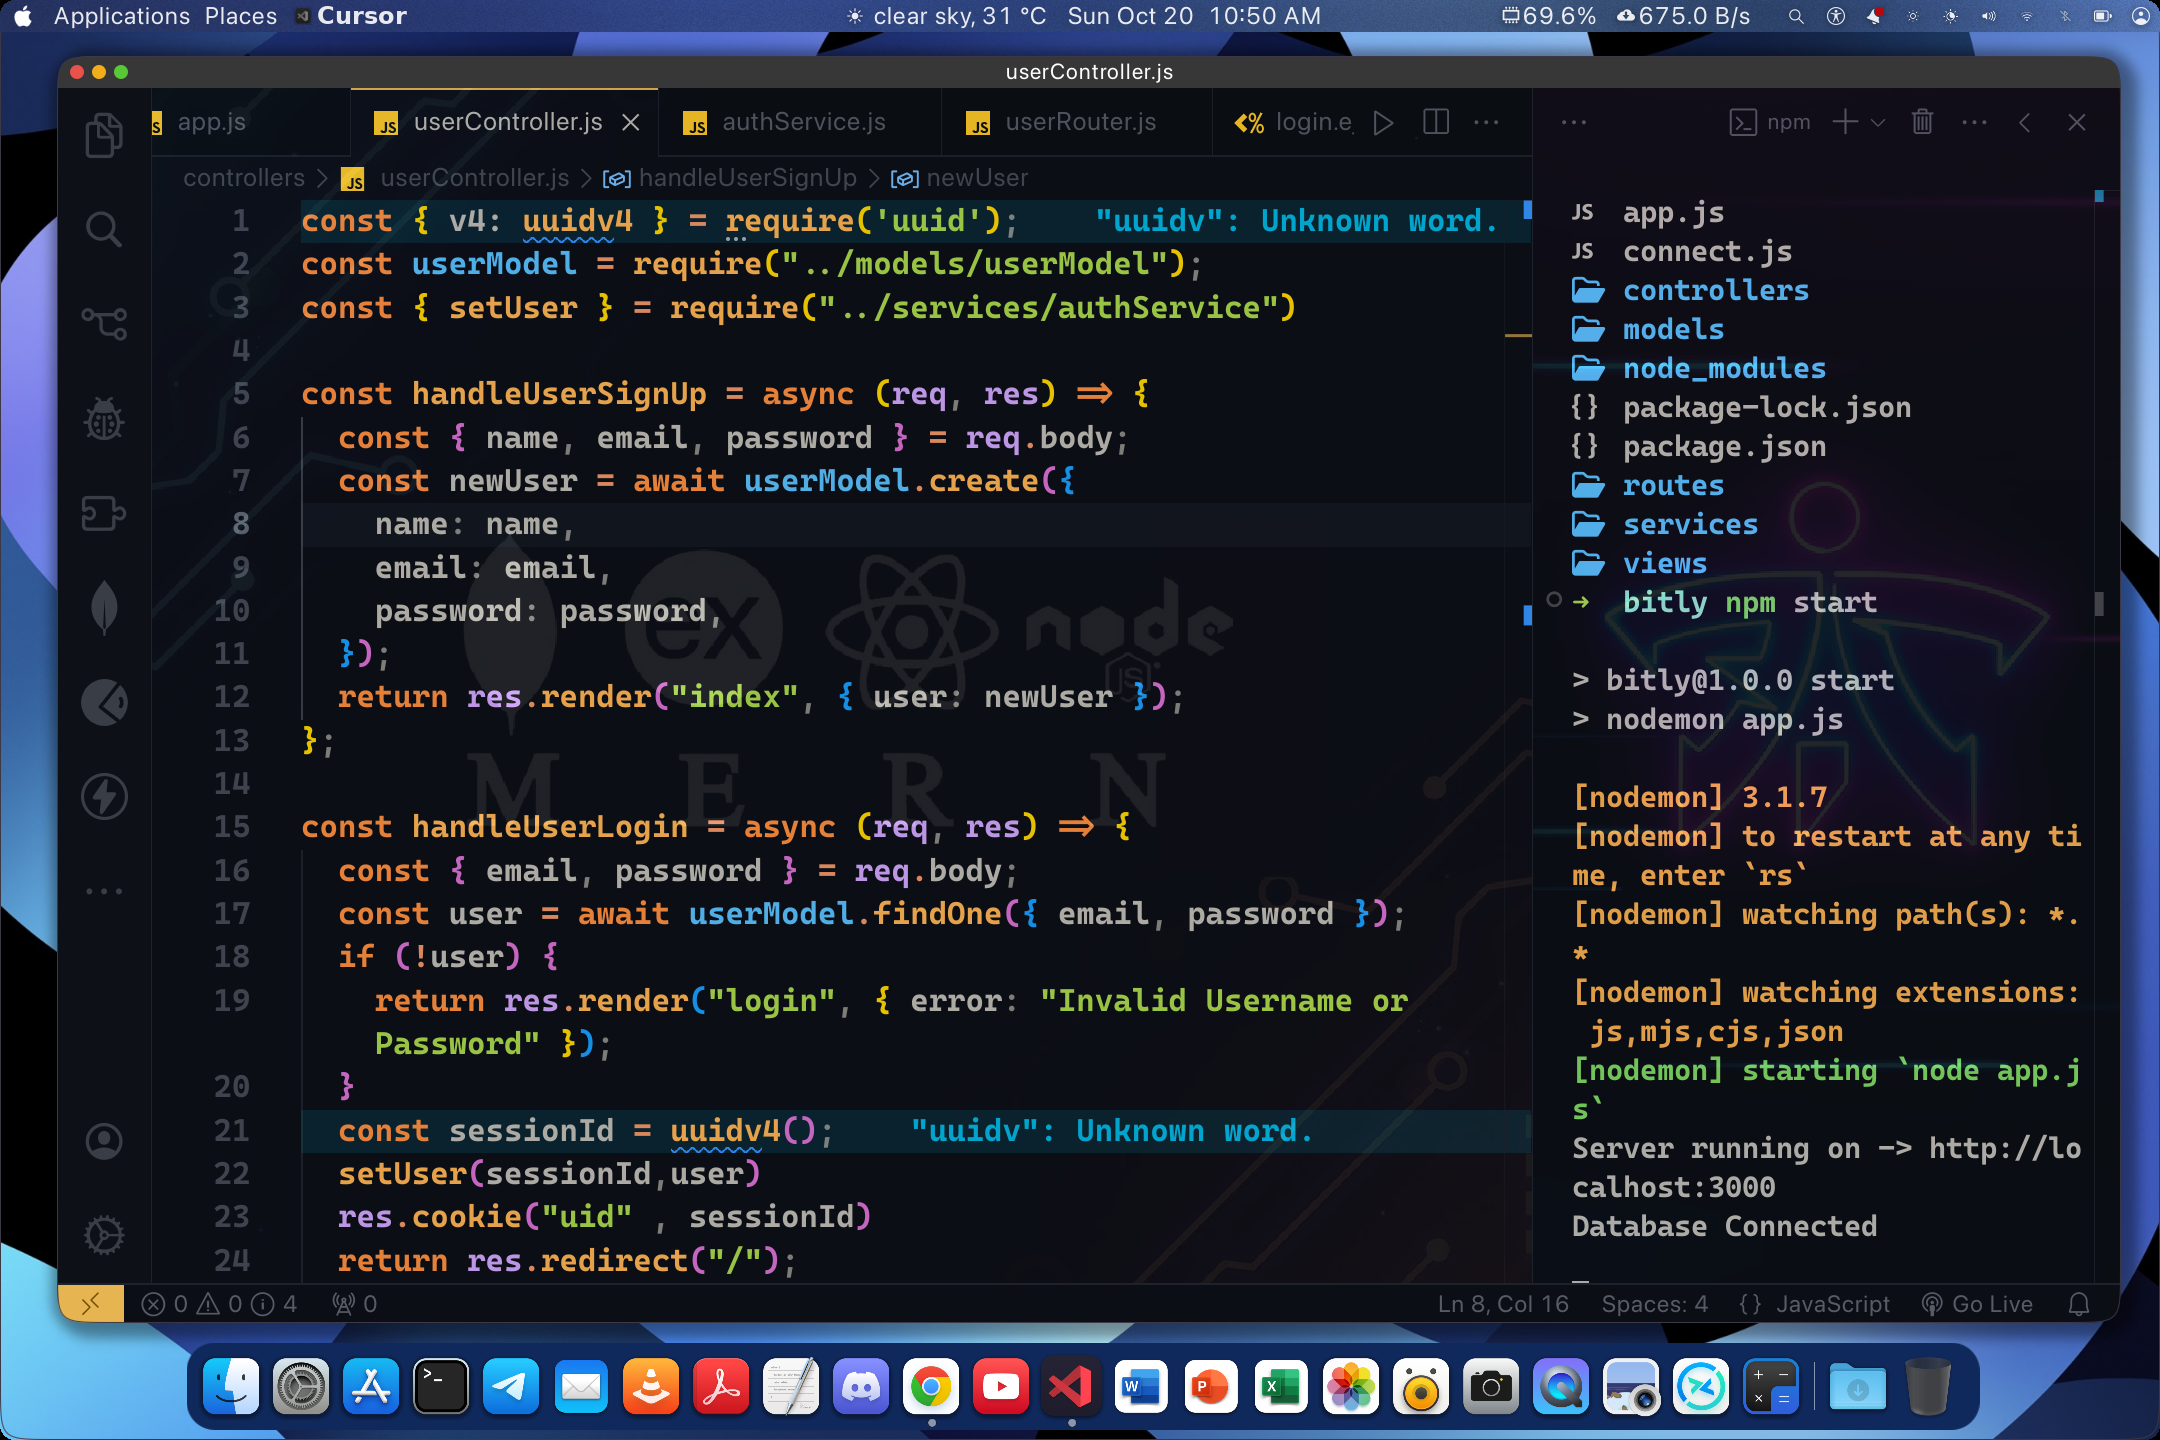 Applications Places Cursor clear sky, 31 °C Sun Oct 20 10:50 AM 69.6% 675.0 B/s
userController.js
app.js userController.js authService.js userRouter.js <% login.e
controllers > userController.js > handleUserSignUp > newUser
1 const { v4: uuidv4 } = require('uuid'); "uuidv": Unknown word.
2 const userModel = require("../models/userModel");
3 const { setUser } = require("../services/authService")
4
5 const handleUserSignUp = async (req, res) => {
6 const { name, email, password } = req.body;
7 const newUser = await userModel.create({
8 name: name,
9 email: email,
10 password: password,
11 });
12 return res.render("index", { user: newUser });
13 };
14
15 const handleUserLogin = async (req, res) => {
16 const { email, password } = req.body;
17 const user = await userModel.findOne({ email, password });
18 if (!user) {
19 return res.render("login", { error: "Invalid Username or
Password" });
20 }
21 const sessionId = uuidv4(); "uuidv": Unknown word.
22 setUser(sessionId,user)
23 res.cookie("uid" , sessionId)
24 return res.redirect("/");
ex node
JS
M E R N
npm
JS app.js
JS connect.js
controllers
models
node_modules
{} package-lock.json
{} package.json
routes
services
views
→ bitly npm start
> bitly@1.0.0 start
> nodemon app.js
[nodemon] 3.1.7
[nodemon] to restart at any ti
me, enter `rs`
[nodemon] watching path(s): *.
*
[nodemon] watching extensions:
js,mjs,cjs,json
[nodemon] starting `node app.j
s`
Server running on -> http://lo
calhost:3000
Database Connected
0 0 4 0 Ln 8, Col 16 Spaces: 4 {} JavaScript Go Live
W P X